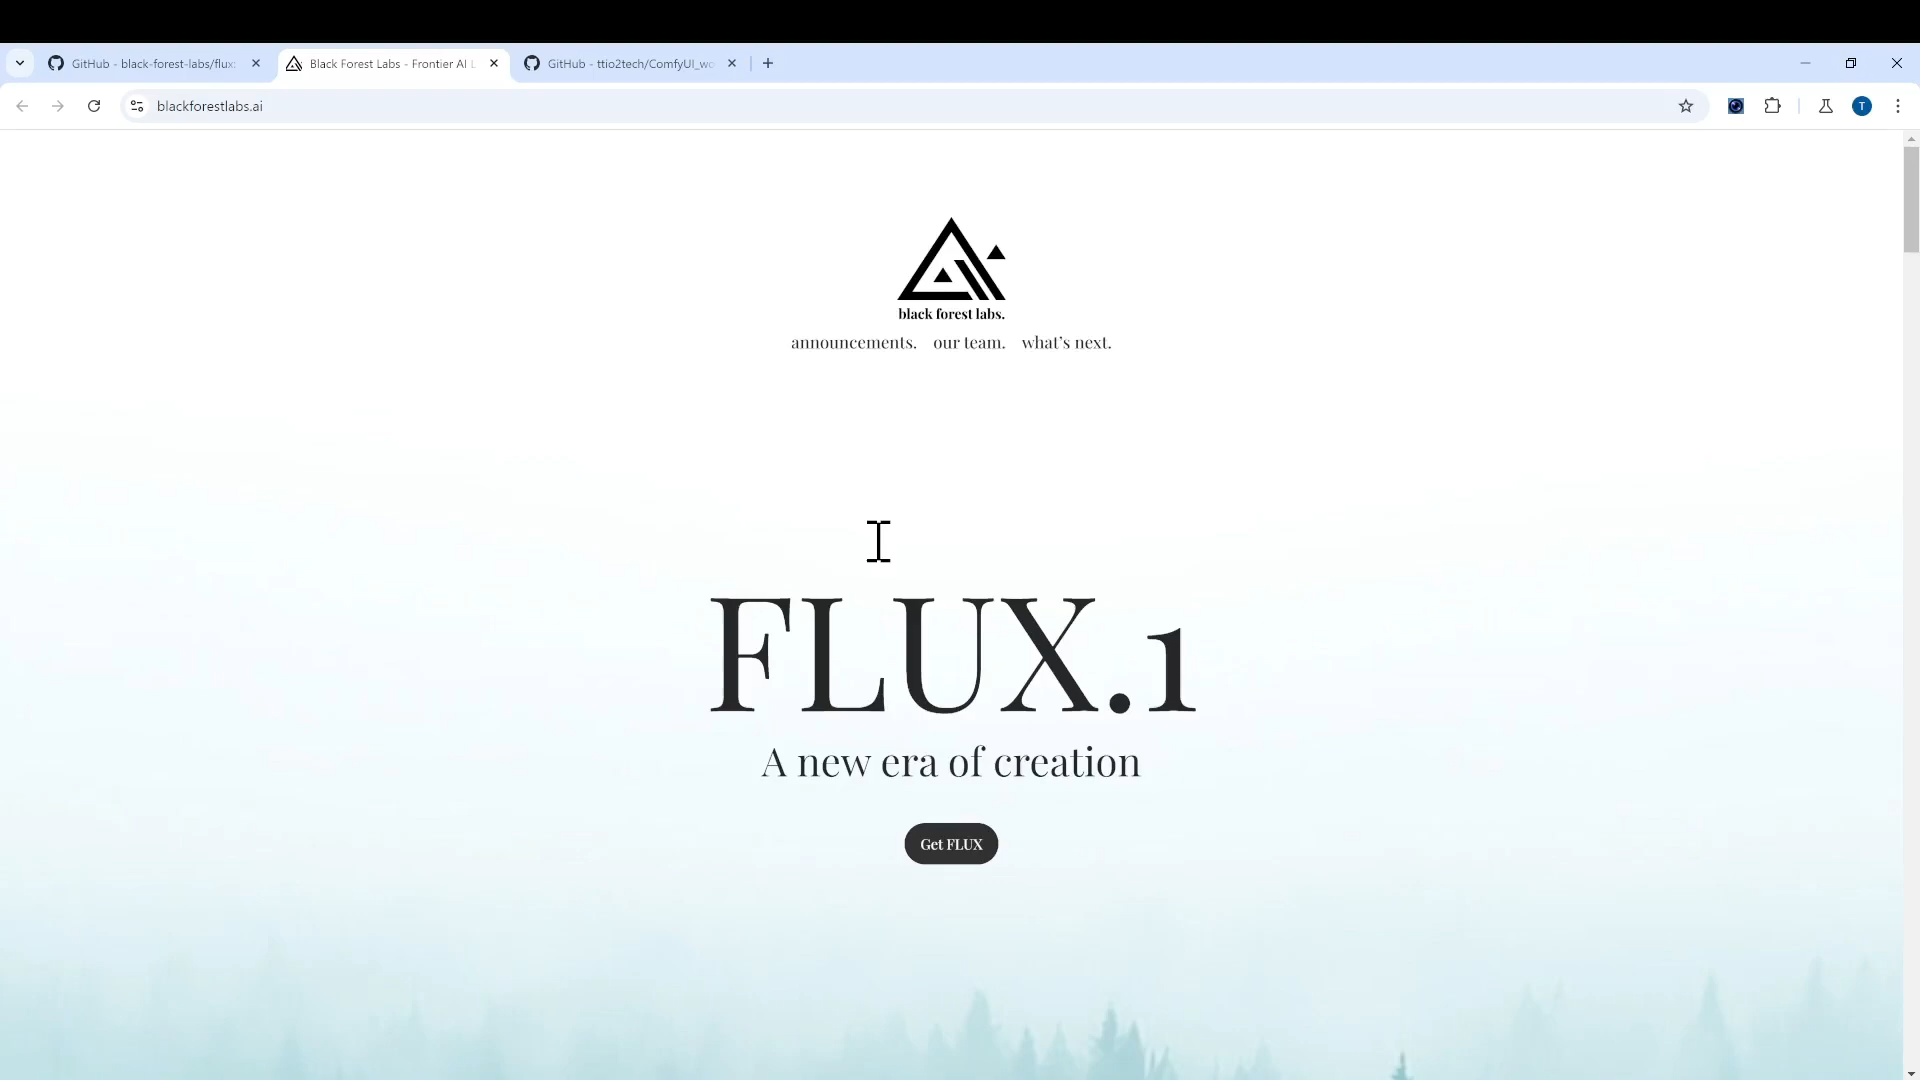 GitHub - black-forest-labs/flux:
Black Forest Labs - Frontier AI L
GitHub - ttio2tech/ComfyUI_wo
blackforestlabs.ai
T
black forest labs.
announcements. our team. what's next.
FLUX.1
A new era of creation
Get FLUX